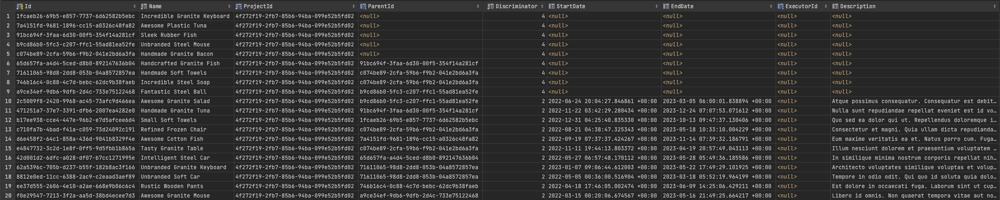 Id Name ProjectId ParentId Discriminator StartDate EndDate ExecutorId Description
1 1fcaeb26-69b5-e857-7737-6d62582b5ebc Incredible Granite Keyboard 4f272f19-2fb7-85b6-94ba-099e52b5fd02 <null> 4 <null> <null> <null> <null>
2 7a4151fd-9681-1896-cc15-a0326c48fa82 Awesome Plastic Tuna 4f272f19-2fb7-85b6-94ba-099e52b5fd02 <null> 4 <null> <null> <null> <null>
3 91bc694f-3faa-6d30-00f5-354f14a281cf Sleek Rubber Fish 4f272f19-2fb7-85b6-94ba-099e52b5fd02 <null> 4 <null> <null> <null> <null>
4 b9cd86b0-5fc3-c207-ffc1-55ad81ea52fe Unbranded Steel Mouse 4f272f19-2fb7-85b6-94ba-099e52b5fd02 <null> 4 <null> <null> <null> <null>
5 c074be89-2cfa-59b6-f9b2-041e2bd6a3fa Handmade Granite Bacon 4f272f19-2fb7-85b6-94ba-099e52b5fd02 <null> 4 <null> <null> <null> <null>
6 65d657fa-a4d4-5ced-d8b0-892147636b04 Handcrafted Granite Fish 4f272f19-2fb7-85b6-94ba-099e52b5fd02 91bc694f-3faa-6d30-00f5-354f14a281cf 4 <null> <null> <null> <null>
7 71611065-98d8-2dd8-053b-04a8572857ea Handmade Soft Towels 4f272f19-2fb7-85b6-94ba-099e52b5fd02 c074be89-2cfa-59b6-f9b2-041e2bd6a3fa 4 <null> <null> <null> <null>
8 746b16c4-0c88-4c7d-bebc-62dc9b38faeb Incredible Steel Soap 4f272f19-2fb7-85b6-94ba-099e52b5fd02 c074be89-2cfa-59b6-f9b2-041e2bd6a3fa 4 <null> <null> <null> <null>
9 a9ce34ef-9db6-9dfb-2d4c-733e75122468 Fantastic Steel Ball 4f272f19-2fb7-85b6-94ba-099e52b5fd02 b9cd86b0-5fc3-c207-ffc1-55ad81ea52fe 4 <null> <null> <null> <null>
10 2c5009f8-2420-9968-ac45-73afc9d466ea Awesome Granite Salad 4f272f19-2fb7-85b6-94ba-099e52b5fd02 b9cd86b0-5fc3-c207-ffc1-55ad81ea52fe 2 2022-06-24 20:04:27.846861 +00:00 2023-03-05 06:00:01.838894 +00:00 <null> Atque possimus consequatur. Consequatur est debit…
11 471251a7-37e7-3391-dfb6-2007ea4282e0 Handmade Granite Tuna 4f272f19-2fb7-85b6-94ba-099e52b5fd02 91bc694f-3faa-6d30-00f5-354f14a281cf 2 2022-11-22 03:42:29.280434 +00:00 2023-12-24 07:07:53.071612 +00:00 <null> Nulla sunt repudiandae repellat eveniet est id vo…
12 b17ee938-cce4-447e-96b2-e7d5afcee6d4 Small Soft Towels 4f272f19-2fb7-85b6-94ba-099e52b5fd02 1fcaeb26-69b5-e857-7737-6d62582b5ebc 2 2022-12-31 04:25:40.835330 +00:00 2023-10-13 09:47:37.130406 +00:00 <null> Quo sed ea dolor qui ut. Repellendus doloremque i…
13 c710fa7b-4bad-f41a-c059-73d24092c191 Refined Frozen Chair 4f272f19-2fb7-85b6-94ba-099e52b5fd02 c074be89-2cfa-59b6-f9b2-041e2bd6a3fa 2 2022-08-21 04:38:47.325343 +00:00 2023-05-18 10:33:10.004229 +00:00 <null> Consectetur et magni. Quia ullam dicta repudianda…
14 d6e458f2-64c1-858a-436d-9041b8329f4e Awesome Cotton Fish 4f272f19-2fb7-85b6-94ba-099e52b5fd02 7a4151fd-9681-1896-cc15-a0326c48fa82 2 2022-09-19 07:37:37.424267 +00:00 2023-11-14 07:39:32.186791 +00:00 <null> Eum maxime veritatis ea et. Natus porro cum. Fuga…
15 e4847732-3c2d-1e8f-0ff5-9d5fbb1b865a Tasty Granite Table 4f272f19-2fb7-85b6-94ba-099e52b5fd02 c074be89-2cfa-59b6-f9b2-041e2bd6a3fa 2 2022-11-11 19:44:13.803372 +00:00 2023-04-19 20:57:49.043113 +00:00 <null> Illum nesciunt dolorem et praesentium voluptatem …
16 42d001d2-6dfc-a028-df07-b7cc1271995e Intelligent Steel Car 4f272f19-2fb7-85b6-94ba-099e52b5fd02 65d657fa-a4d4-5ced-d8b0-892147636b04 2 2022-05-27 06:57:48.170112 +00:00 2023-05-28 05:49:36.185586 +00:00 <null> In similique minima nostrum corporis repellat nih…
17 62a5396c-705b-d237-b55f-182b8ac3f166 Unbranded Granite Keyboard 4f272f19-2fb7-85b6-94ba-099e52b5fd02 71611065-98d8-2dd8-053b-04a8572857ea 2 2023-01-07 09:06:44.612003 +00:00 2023-05-22 17:49:29.101925 +00:00 <null> Architecto voluptates similique voluptas et volup…
18 8812e0ed-11cc-6388-2ac9-c2eaad3aef89 Unbranded Soft Car 4f272f19-2fb7-85b6-94ba-099e52b5fd02 71611065-98d8-2dd8-053b-04a8572857ea 2 2022-05-05 00:36:00.516904 +00:00 2023-03-18 05:52:19.964199 +00:00 <null> Tempore in odio odit. Qui quo id soluta quia dolo…
19 ee37d555-2606-4e10-a2ae-668e9b06c6c4 Rustic Wooden Pants 4f272f19-2fb7-85b6-94ba-099e52b5fd02 746b16c4-0c88-4c7d-bebc-62dc9b38faeb 2 2022-04-18 17:46:05.002474 +00:00 2023-06-09 14:25:06.429211 +00:00 <null> Est dolore in occaecati fuga. Laborum sint ut cup…
20 f0e29547-7213-3f2a-aa5d-38bd4ecee7d3 Awesome Granite Mouse 4f272f19-2fb7-85b6-94ba-099e52b5fd02 a9ce34ef-9db6-9dfb-2d4c-733e75122468 2 2022-03-15 00:20:06.674567 +00:00 2023-05-16 21:49:25.664217 +00:00 <null> Libero id omnis. Non quaerat tempora vitae aut no…